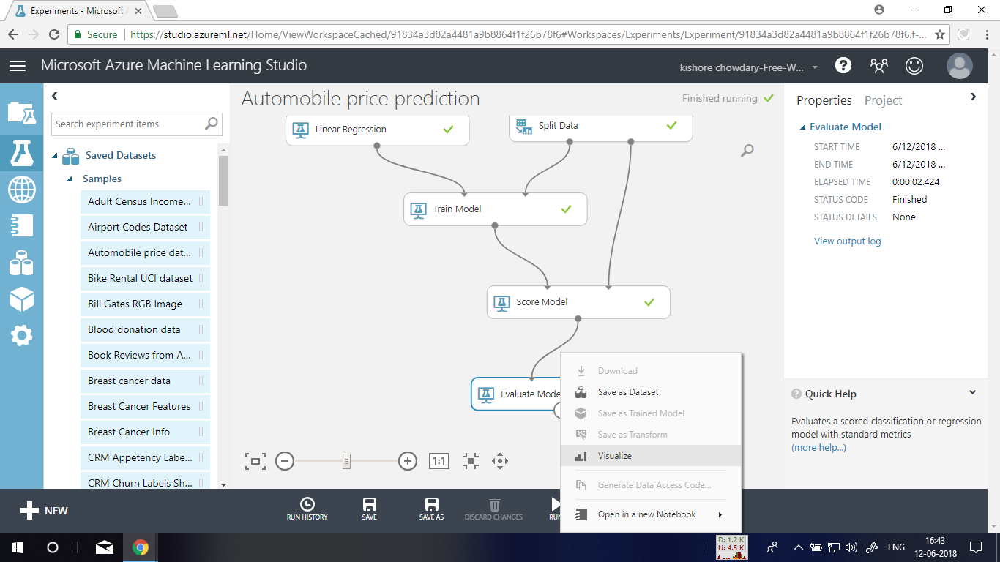 Experiments - Microsoft A
Secure
https://studio.azureml.net/Home/ViewWorkspaceCached/91834a3d82a4481a9b8864f1f26b78f6#Workspaces/Experiments/Experiment/91834a3d82a4481a9b8864f1f26b78f6.f-...
Microsoft Azure Machine Learning Studio
kishore chowdary-Free-W...
Search experiment items
Saved Datasets
Samples
Adult Census Income...
Airport Codes Dataset
Automobile price dat...
Bike Rental UCI dataset
Bill Gates RGB Image
Blood donation data
Book Reviews from A...
Breast cancer data
Breast Cancer Features
Breast Cancer Info
CRM Appetency Labe...
CRM Churn Labels Sh...
Automobile price prediction
Finished running
Linear Regression
Split Data
Train Model
Score Model
Evaluate Mode
1:1
Download
Save as Dataset
Save as Trained Model
Save as Transform
Visualize
Generate Data Access Code...
Open in a new Notebook
Properties
Project
Evaluate Model
START TIME 6/12/2018 ...
END TIME 6/12/2018 ...
ELAPSED TIME 0:00:02.424
STATUS CODE Finished
STATUS DETAILS None
View output log
Quick Help
Evaluates a scored classification or regression
model with standard metrics
(more help...)
NEW
RUN HISTORY
SAVE
SAVE AS
DISCARD CHANGES
RUN
D: 1.2 K
U: 4.5 K
ENG
16:43
12-06-2018